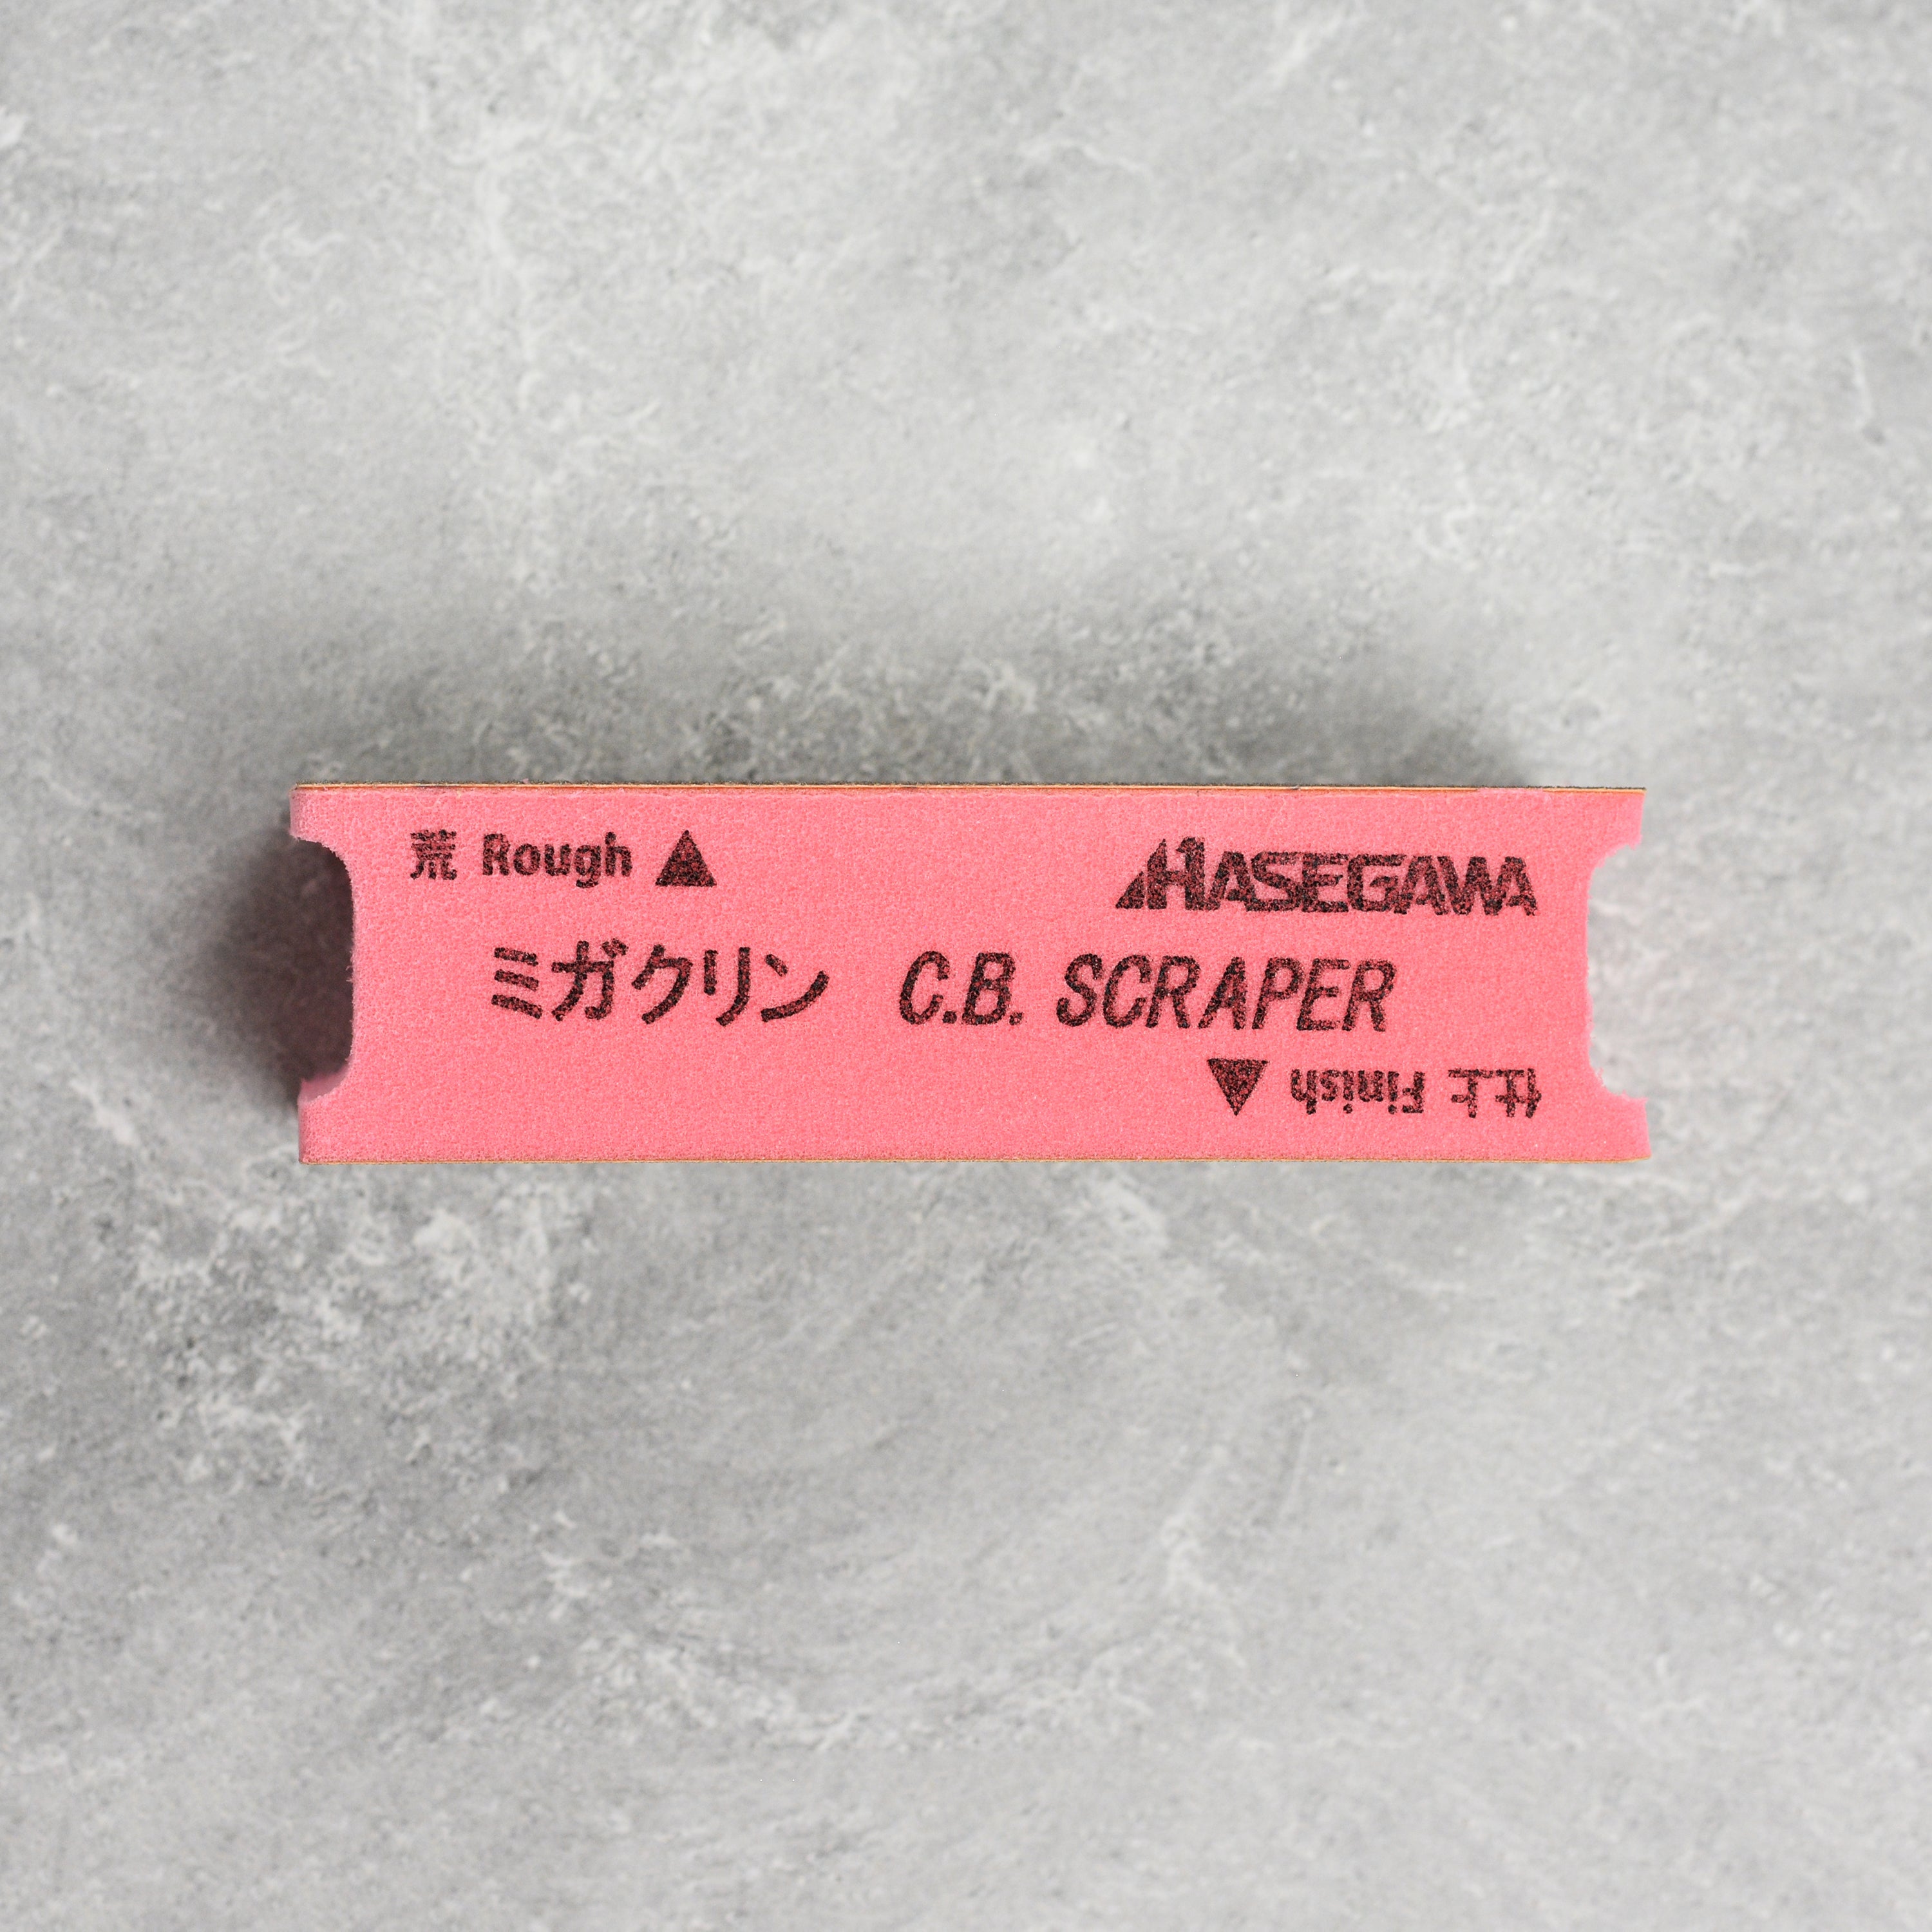 荒 Rough ▲
HASEGAWA
ミガクリン C.B. SCRAPER
仕上 Finish ▲